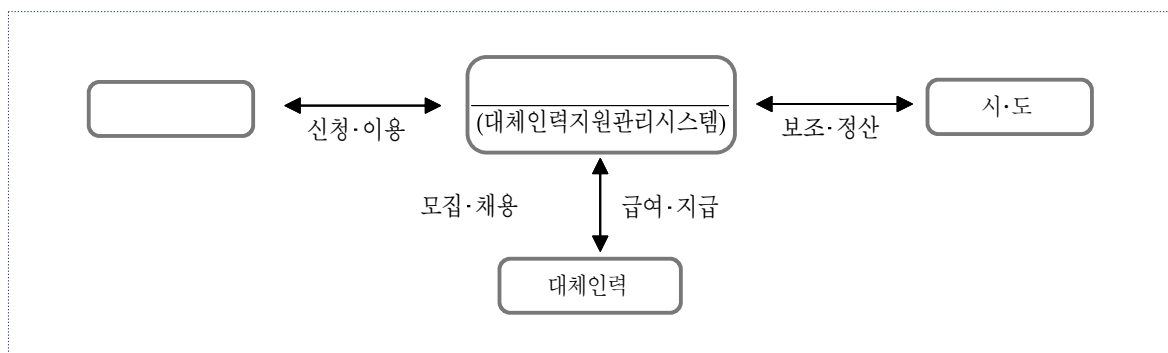 시·도
(대체인력지원관리시스템)
신청·이용
보조·정산
모집·채용
급여·지급
대체인력